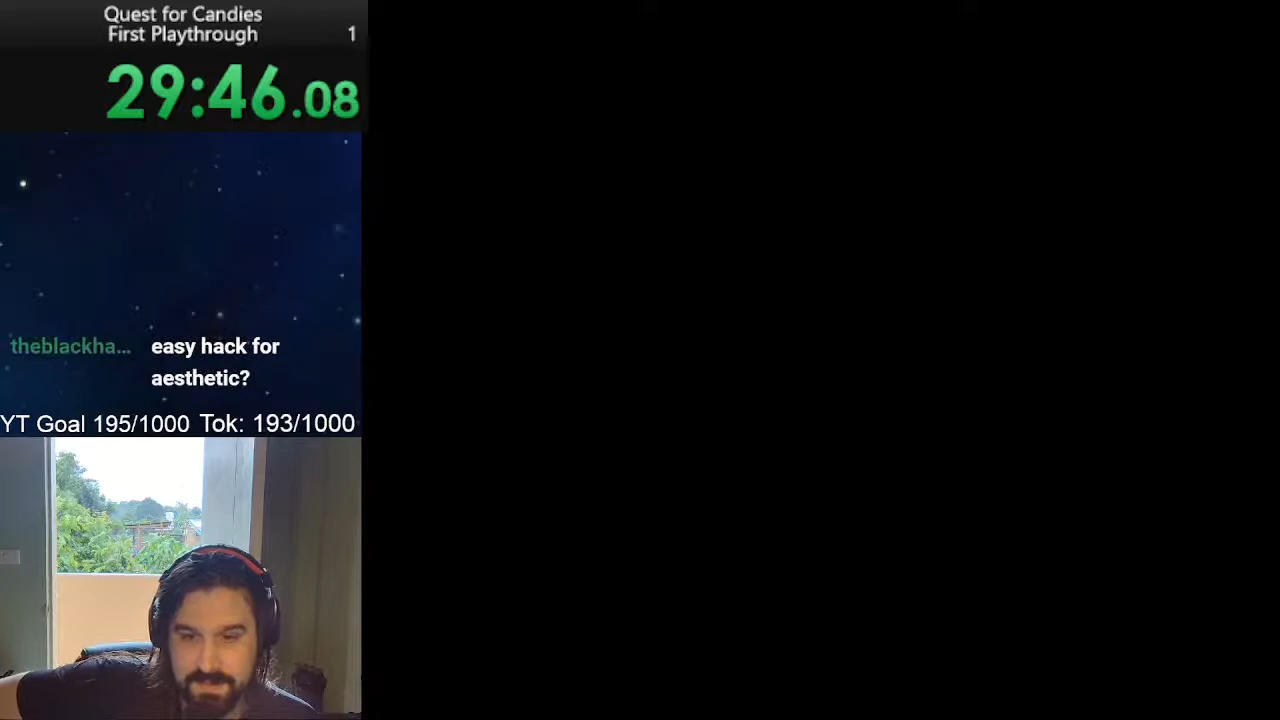 Quest for Candies
First Playthrough 1
29:46.08
theblackha... easy hack for
aesthetic?
YT Goal 195/1000 Tok: 193/1000